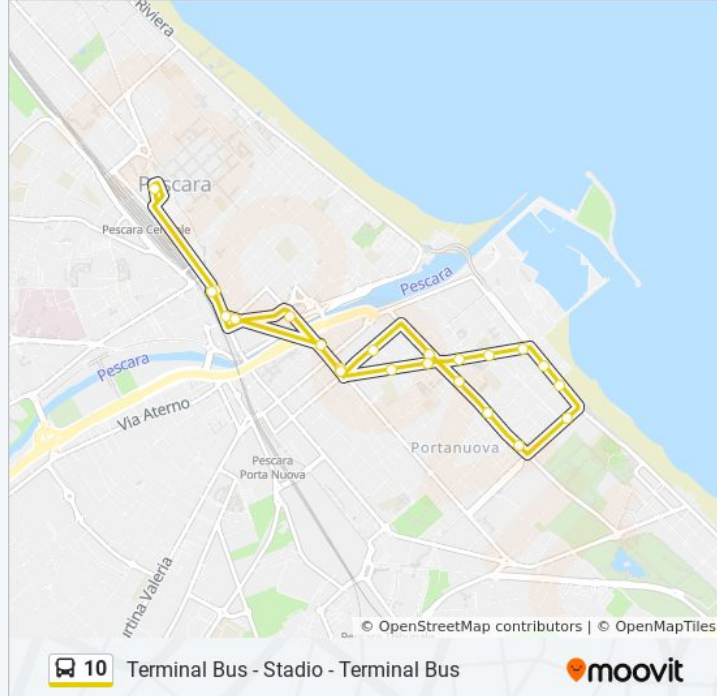 Riviera
Pescara
Pescara Centrale
Pescara
Pescara
Via Aterno
Portanuova
Pescara
Porta Nuova
rtina Valeria
© OpenStreetMap contributors | © OpenMapTiles
10 Terminal Bus - Stadio - Terminal Bus
moovit